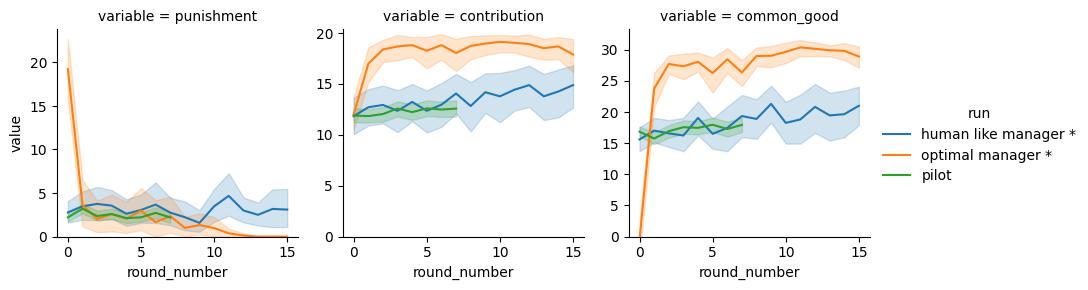 variable = punishment
variable = contribution
variable = common_good
value
20
15
10
5
0
0
5
10
15
round_number
20
15
10
5
0
0
5
10
15
round_number
30
25
20
15
10
5
0
0
5
10
15
round_number
run
human like manager *
optimal manager *
pilot